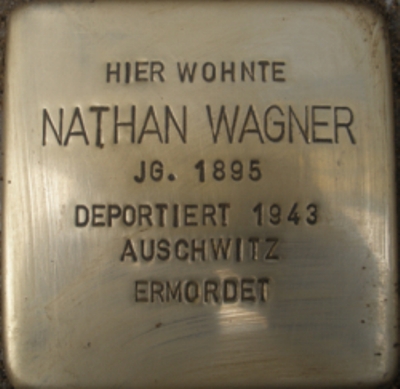 HIER WOHNTE
NATHAN WAGNER
JG. 1895
DEPORTIERT 1943
AUSCHWITZ
ERMORDET